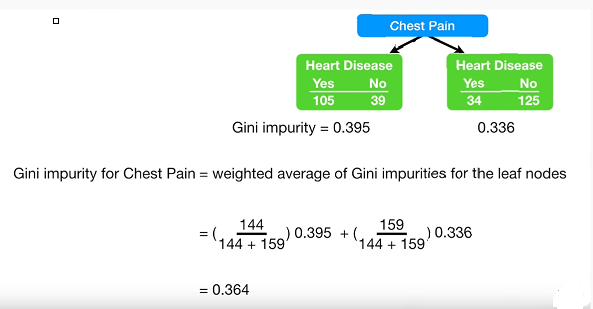 Chest Pain
Heart Disease Heart Disease
Yes No Yes No
105 39 34 125
Gini impurity = 0.395 0.336
Gini impurity for Chest Pain = weighted average of Gini impurities for the leaf nodes
= ( 144 / 144 + 159 ) 0.395 + ( 159 / 144 + 159 ) 0.336
= 0.364